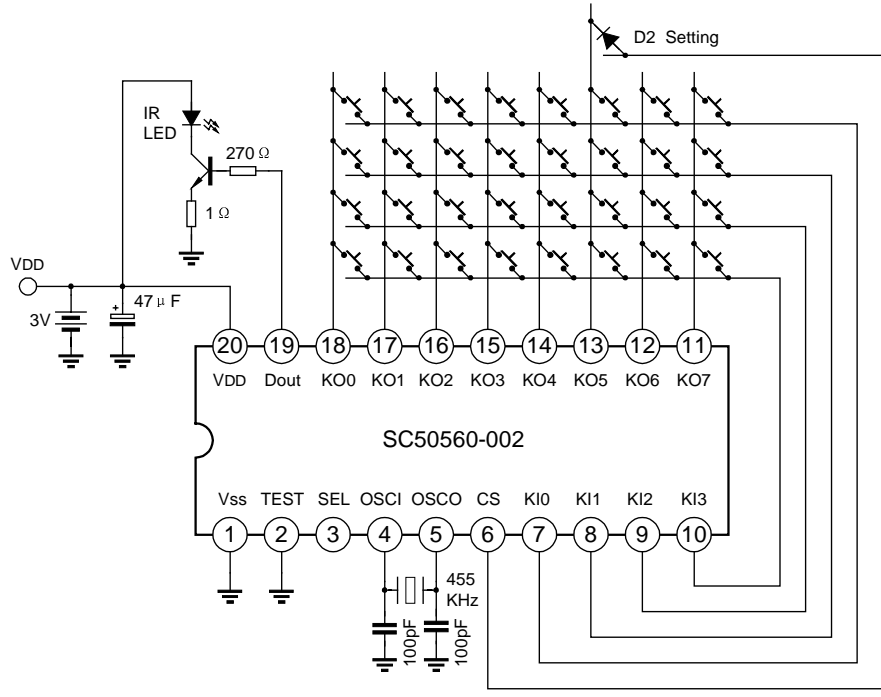 D2 Setting
IR
LED
270 Ω
1 Ω
VDD
47 μ F
+
3V
20 19 18 17 16 15 14 13 12 11
VDD Dout KO0 KO1 KO2 KO3 KO4 KO5 KO6 KO7
SC50560-002
Vss TEST SEL OSCI OSCO CS KI0 KI1 KI2 KI3
1 2 3 4 5 6 7 8 9 10
455
KHz
100pF 100pF